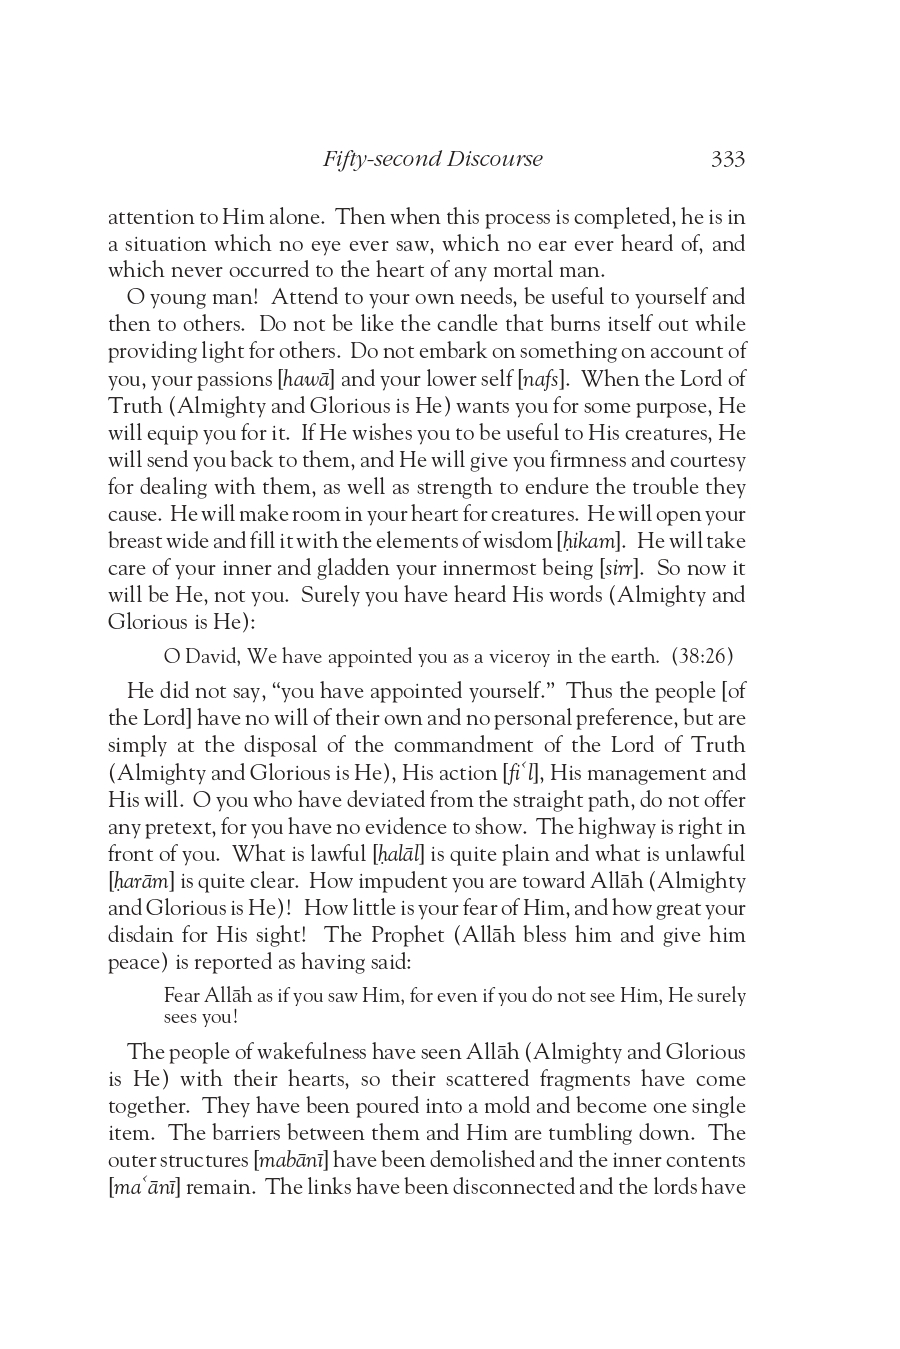 Fifty-second Discourse 333
attention to Him alone. Then when this process is completed, he is in
a situation which no eye ever saw, which no ear ever heard of, and
which never occurred to the heart of any mortal man.
O young man! Attend to your own needs, be useful to yourself and
then to others. Do not be like the candle that burns itself out while
providing light for others. Do not embark on something on account of
you, your passions [hawā] and your lower self [nafs]. When the Lord of
Truth (Almighty and Glorious is He) wants you for some purpose, He
will equip you for it. If He wishes you to be useful to His creatures, He
will send you back to them, and He will give you firmness and courtesy
for dealing with them, as well as strength to endure the trouble they
cause. He will make room in your heart for creatures. He will open your
breast wide and fill it with the elements of wisdom [ḥikam]. He will take
care of your inner and gladden your innermost being [sirr]. So now it
will be He, not you. Surely you have heard His words (Almighty and
Glorious is He):
O David, We have appointed you as a viceroy in the earth. (38:26)
He did not say, “you have appointed yourself.” Thus the people [of
the Lord] have no will of their own and no personal preference, but are
simply at the disposal of the commandment of the Lord of Truth
(Almighty and Glorious is He), His action [fiʿl], His management and
His will. O you who have deviated from the straight path, do not offer
any pretext, for you have no evidence to show. The highway is right in
front of you. What is lawful [ḥalāl] is quite plain and what is unlawful
[ḥarām] is quite clear. How impudent you are toward Allāh (Almighty
and Glorious is He)! How little is your fear of Him, and how great your
disdain for His sight! The Prophet (Allāh bless him and give him
peace) is reported as having said:
Fear Allāh as if you saw Him, for even if you do not see Him, He surely
sees you!
The people of wakefulness have seen Allāh (Almighty and Glorious
is He) with their hearts, so their scattered fragments have come
together. They have been poured into a mold and become one single
item. The barriers between them and Him are tumbling down. The
outer structures [mabānī] have been demolished and the inner contents
[maʿānī] remain. The links have been disconnected and the lords have